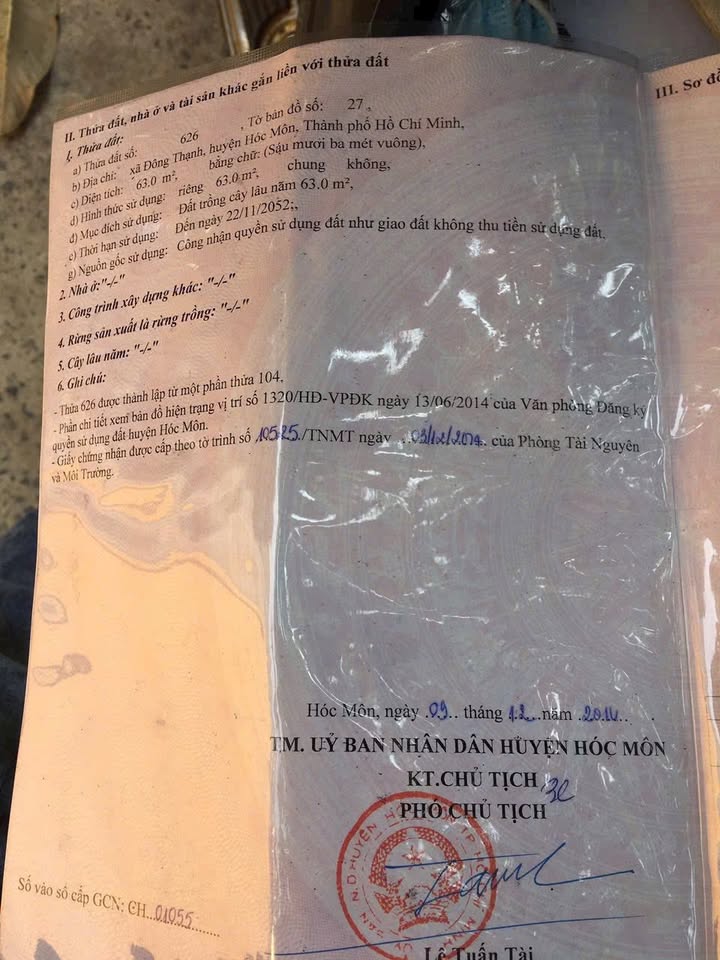 II. Thửa đất, nhà ở và tài sản khác gắn liền với thửa đất
1. Thửa đất:
a) Thửa đất số: 626 , Tờ bản đồ số: 27 ,
b) Địa chỉ: xã Đông Thạnh, huyện Hóc Môn, Thành phố Hồ Chí Minh,
c) Diện tích: 63.0 m², bằng chữ: (Sáu mươi ba mét vuông),
d) Hình thức sử dụng: riêng 63.0 m², chung không,
đ) Mục đích sử dụng: Đất trồng cây lâu năm 63.0 m²,
e) Thời hạn sử dụng: Đến ngày 22/11/2052;,
g) Nguồn gốc sử dụng: Công nhận quyền sử dụng đất như giao đất không thu tiền sử dụng đất.
2. Nhà ở:"-/-"
3. Công trình xây dựng khác: "-/-"
4. Rừng sản xuất là rừng trồng: "-/-"
5. Cây lâu năm: "-/-"
6. Ghi chú:
- Thửa 626 được thành lập từ một phần thửa 104,
- Phần chi tiết xem bản đồ hiện trạng vị trí số 1320/HĐ-VPĐK ngày 13/06/2014 của Văn phòng Đăng ký
quyền sử dụng đất huyện Hóc Môn.
- Giấy chứng nhận được cấp theo tờ trình số 10525./TNMT ngày ..03/12/2014. của Phòng Tài Nguyên
và Môi Trường.
III. Sơ đồ
Hóc Môn, ngày .09.. tháng .12..năm .2014..
T.M. UỶ BAN NHÂN DÂN HUYỆN HÓC MÔN
KT.CHỦ TỊCH
PHÓ CHỦ TỊCH
Lê Tuấn Tài
Số vào sổ cấp GCN: CH...01055........